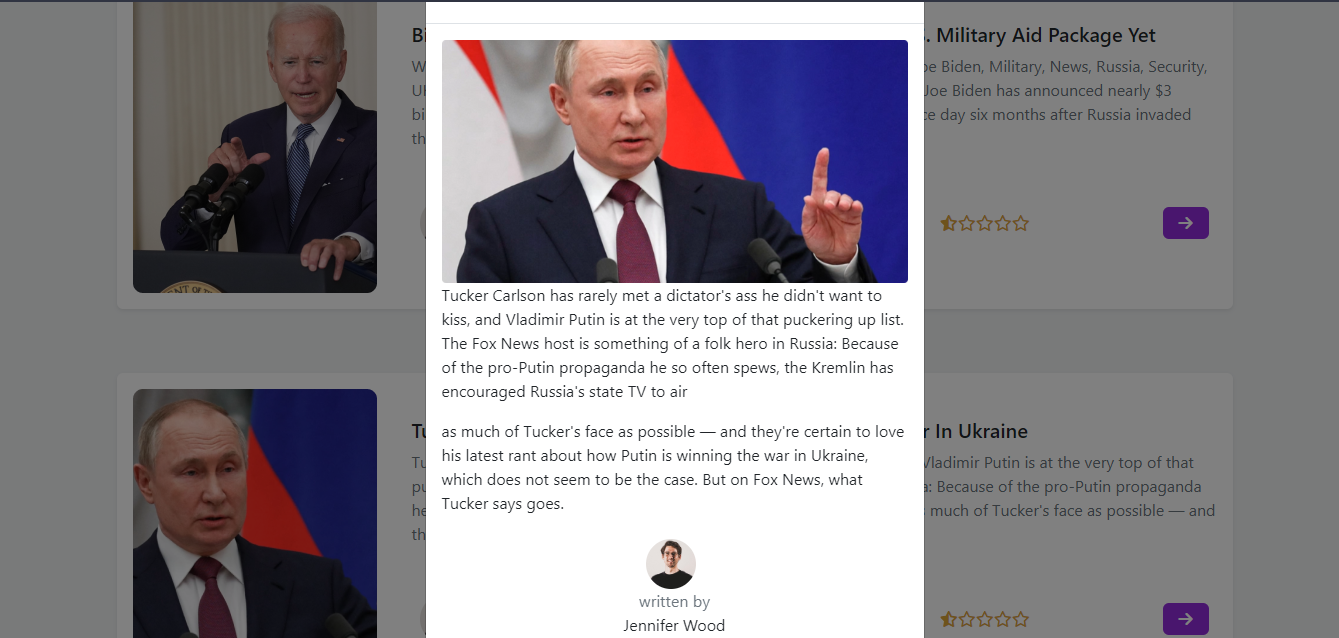 Bi
. Military Aid Package Yet
W
oe Biden, Military, News, Russia, Security,
Joe Biden has announced nearly $3
bi
ce day six months after Russia invaded
th
Tucker Carlson has rarely met a dictator's ass he didn't want to
kiss, and Vladimir Putin is at the very top of that puckering up list.
The Fox News host is something of a folk hero in Russia: Because
of the pro-Putin propaganda he so often spews, the Kremlin has
encouraged Russia's state TV to air
as much of Tucker's face as possible — and they're certain to love
his latest rant about how Putin is winning the war in Ukraine,
which does not seem to be the case. But on Fox News, what
Tucker says goes.
written by
Jennifer Wood
Tu
r In Ukraine
Tu
Vladimir Putin is at the very top of that
pu
a: Because of the pro-Putin propaganda
he
much of Tucker's face as possible — and
th